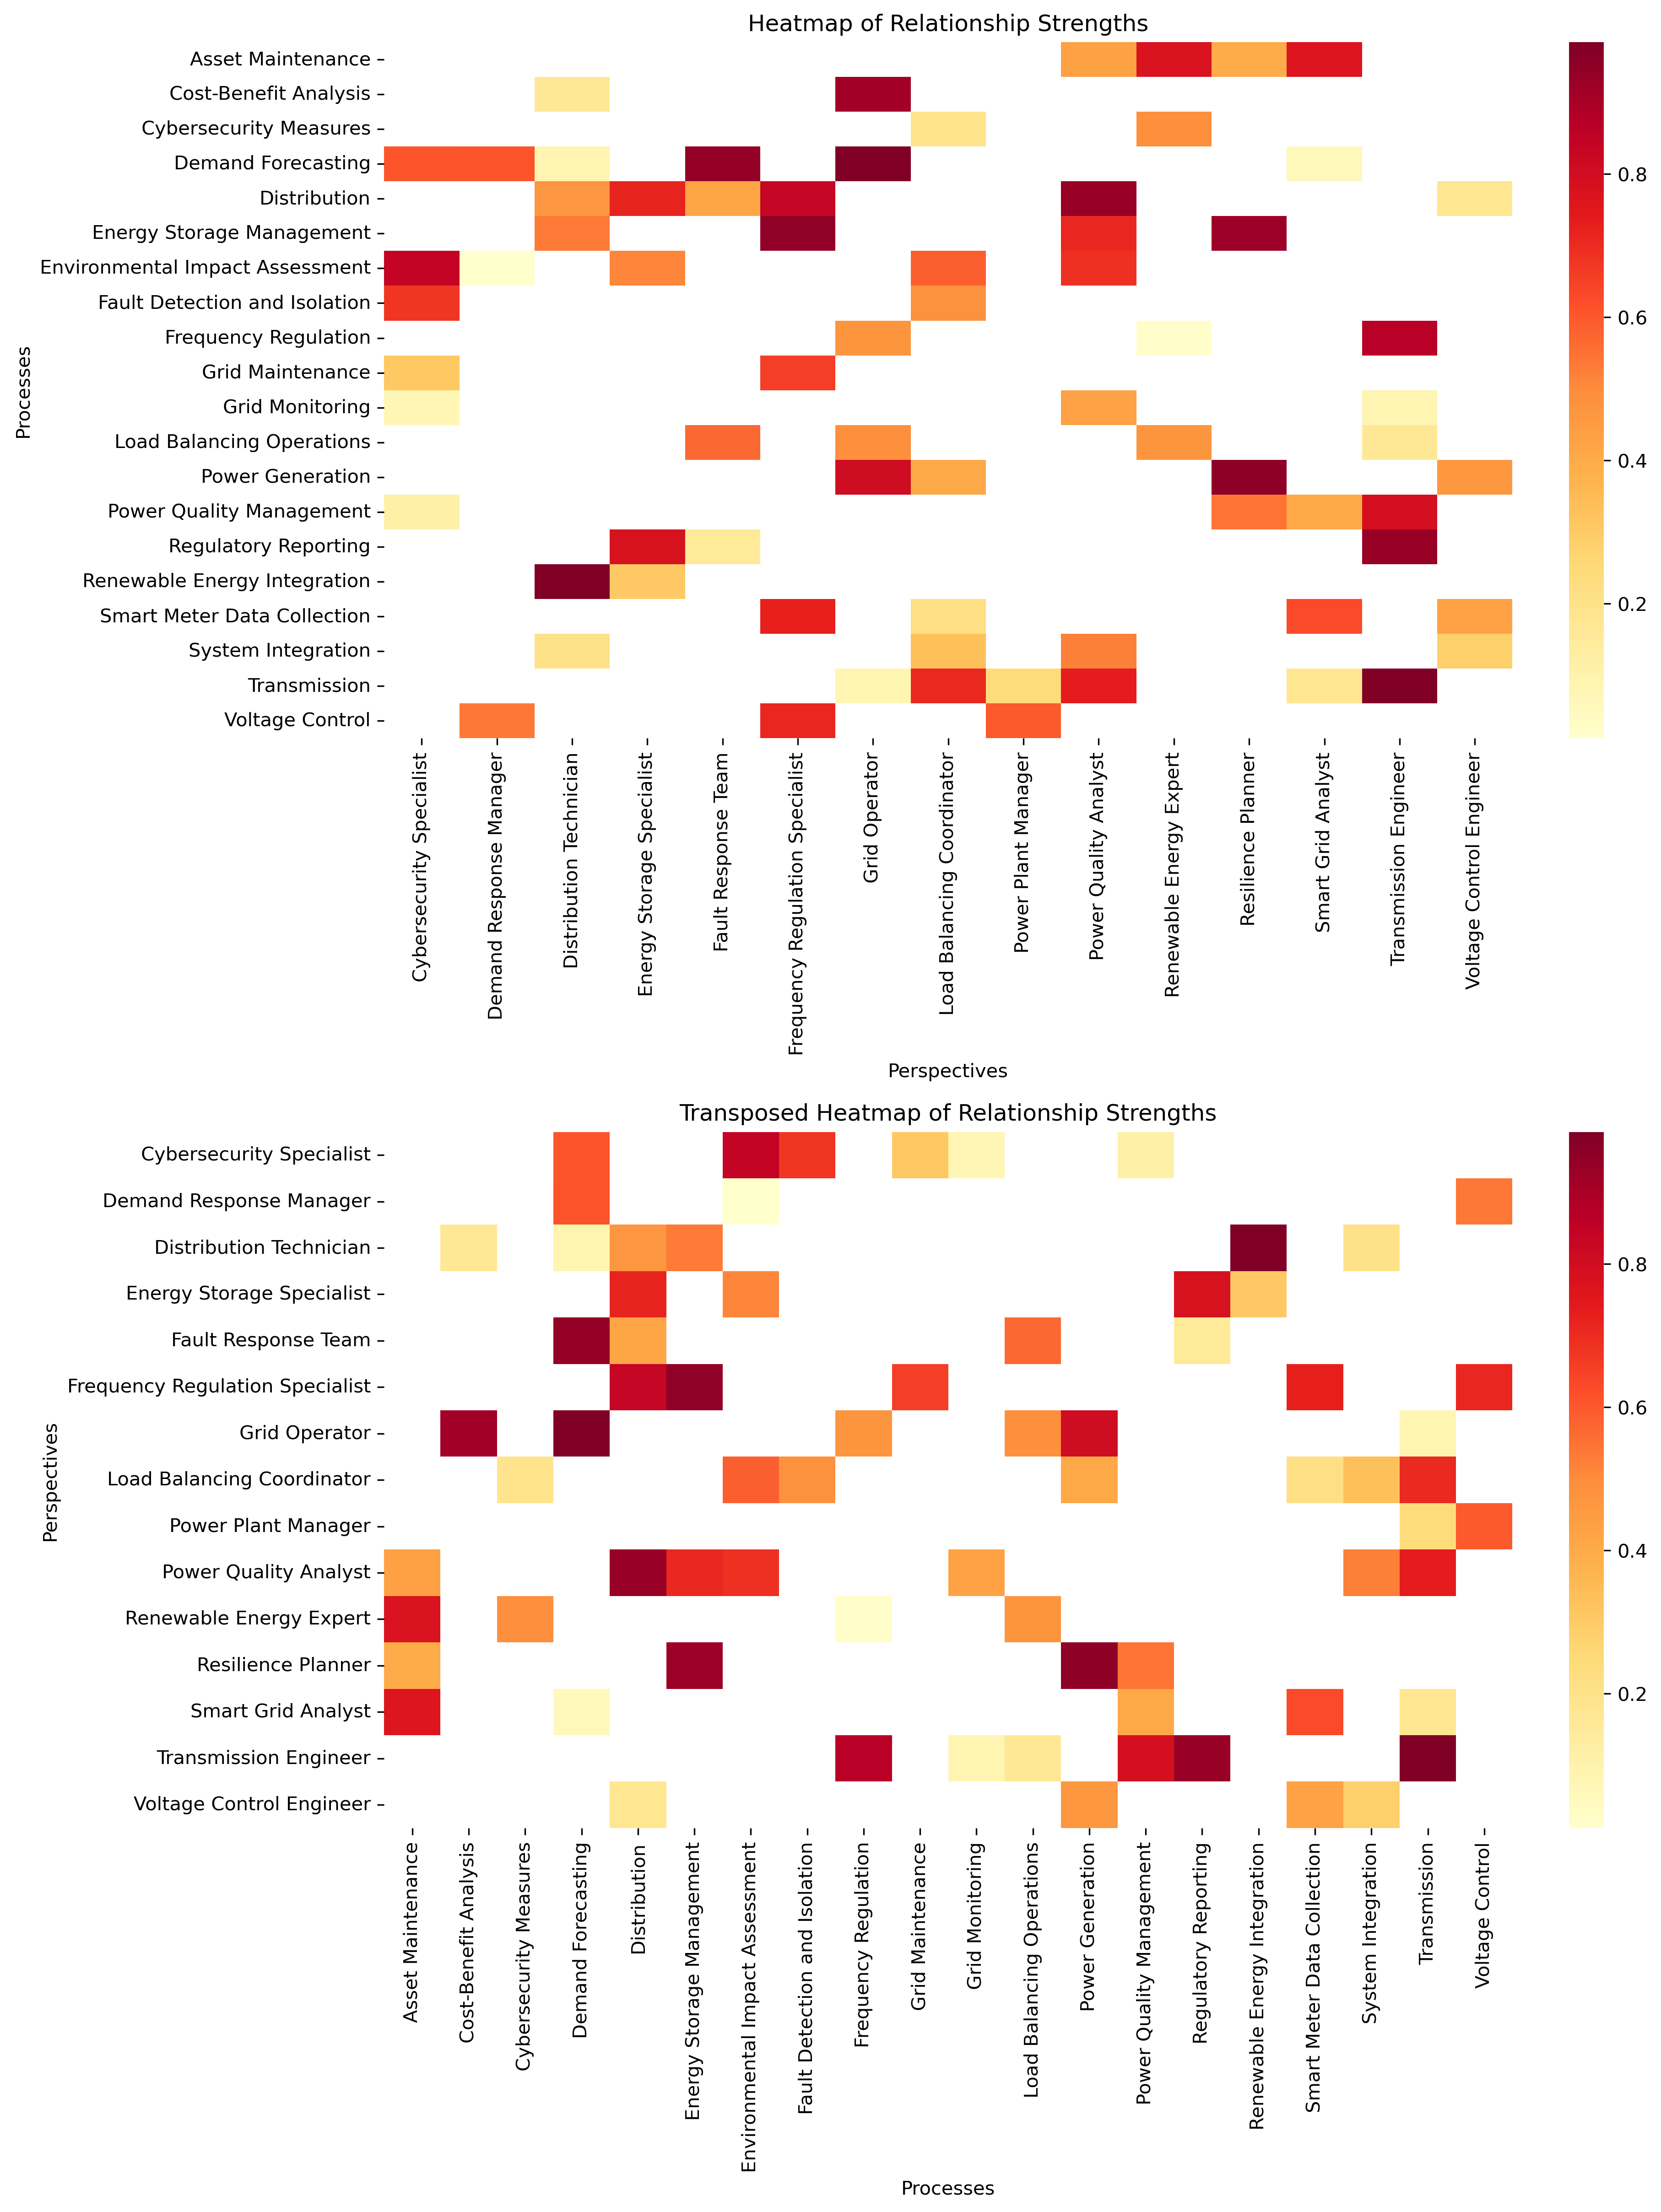 Heatmap of Relationship Strengths
Processes
Asset Maintenance
Cost-Benefit Analysis
Cybersecurity Measures
Demand Forecasting
Distribution
Energy Storage Management
Environmental Impact Assessment
Fault Detection and Isolation
Frequency Regulation
Grid Maintenance
Grid Monitoring
Load Balancing Operations
Power Generation
Power Quality Management
Regulatory Reporting
Renewable Energy Integration
Smart Meter Data Collection
System Integration
Transmission
Voltage Control
0.8
0.6
0.4
0.2
Cybersecurity Specialist
Demand Response Manager
Distribution Technician
Energy Storage Specialist
Fault Response Team
Frequency Regulation Specialist
Grid Operator
Load Balancing Coordinator
Power Plant Manager
Power Quality Analyst
Renewable Energy Expert
Resilience Planner
Smart Grid Analyst
Transmission Engineer
Voltage Control Engineer
Perspectives
Transposed Heatmap of Relationship Strengths
Perspectives
Cybersecurity Specialist
Demand Response Manager
Distribution Technician
Energy Storage Specialist
Fault Response Team
Frequency Regulation Specialist
Grid Operator
Load Balancing Coordinator
Power Plant Manager
Power Quality Analyst
Renewable Energy Expert
Resilience Planner
Smart Grid Analyst
Transmission Engineer
Voltage Control Engineer
0.8
0.6
0.4
0.2
Asset Maintenance
Cost-Benefit Analysis
Cybersecurity Measures
Demand Forecasting
Distribution
Energy Storage Management
Environmental Impact Assessment
Fault Detection and Isolation
Frequency Regulation
Grid Maintenance
Grid Monitoring
Load Balancing Operations
Power Generation
Power Quality Management
Regulatory Reporting
Renewable Energy Integration
Smart Meter Data Collection
System Integration
Transmission
Voltage Control
Processes